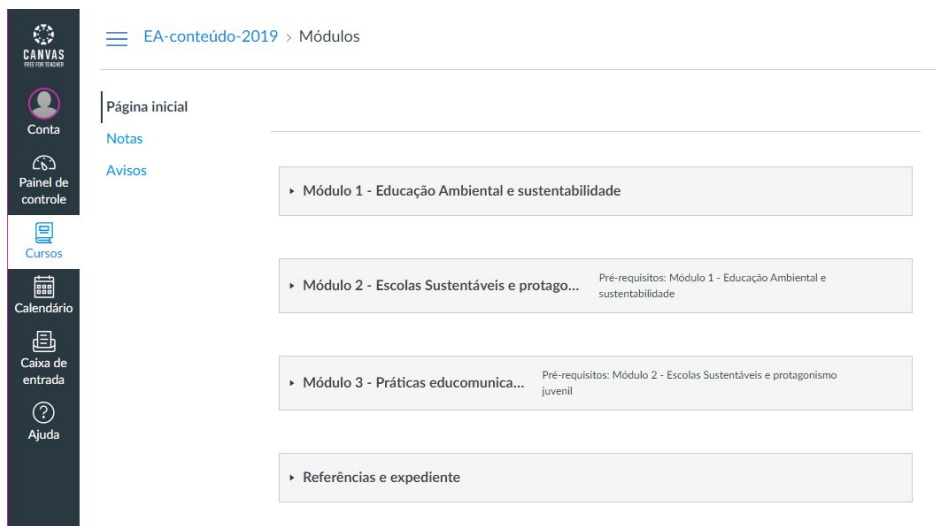 CANVAS
FREE FOR TEACHER
Conta
Painel de
controle
Cursos
Calendário
Caixa de
entrada
Ajuda
EA-conteúdo-2019 > Módulos
Página inicial
Notas
Avisos
Módulo 1 - Educação Ambiental e sustentabilidade
Módulo 2 - Escolas Sustentáveis e protago...
Pré-requisitos: Módulo 1 - Educação Ambiental e
sustentabilidade
Módulo 3 - Práticas educomunica...
Pré-requisitos: Módulo 2 - Escolas Sustentáveis e protagonismo
juvenil
Referências e expediente